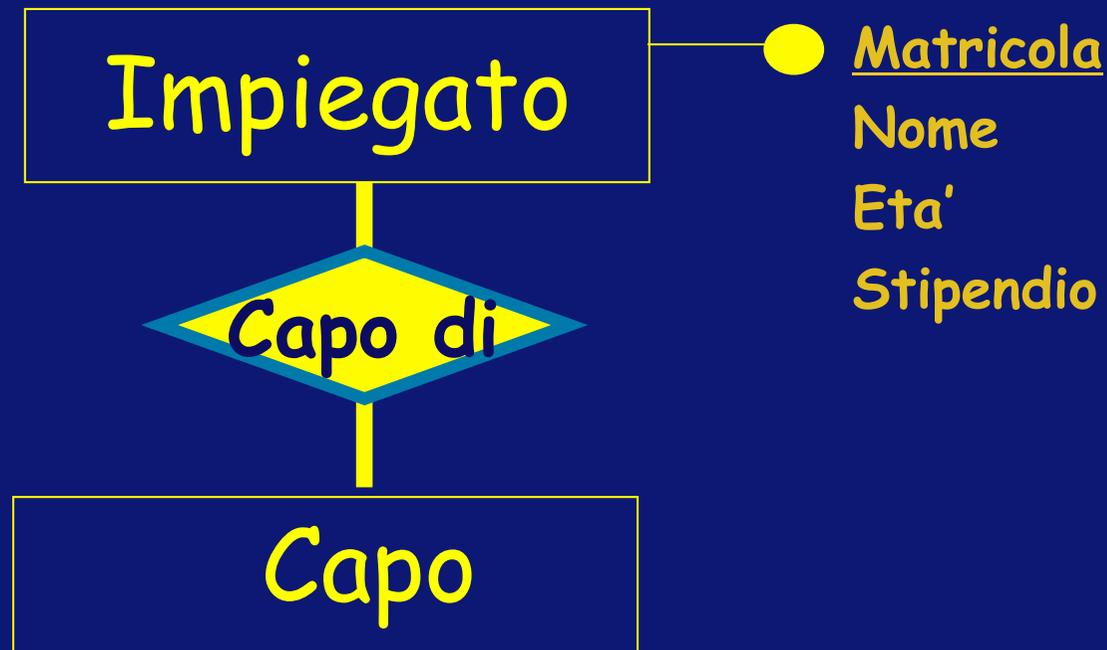 Impiegato
Matricola
Nome
Eta’
Stipendio
Capo di
Capo